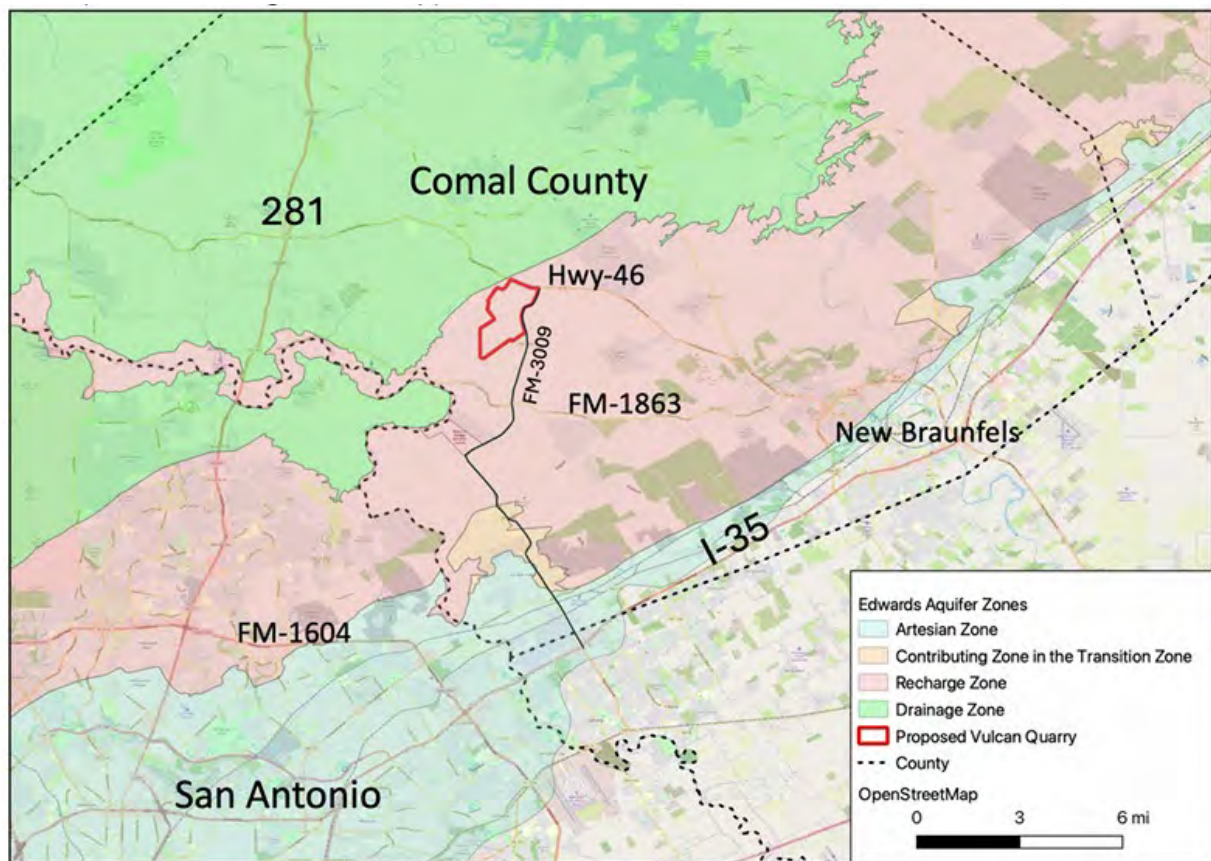 Comal County
281
Hwy-46
FM-3009
FM-1863
New Braunfels
I-35
FM-1604
San Antonio
Edwards Aquifer Zones
Artesian Zone
Contributing Zone in the Transition Zone
Recharge Zone
Drainage Zone
Proposed Vulcan Quarry
County
OpenStreetMap
0 3 6 mi